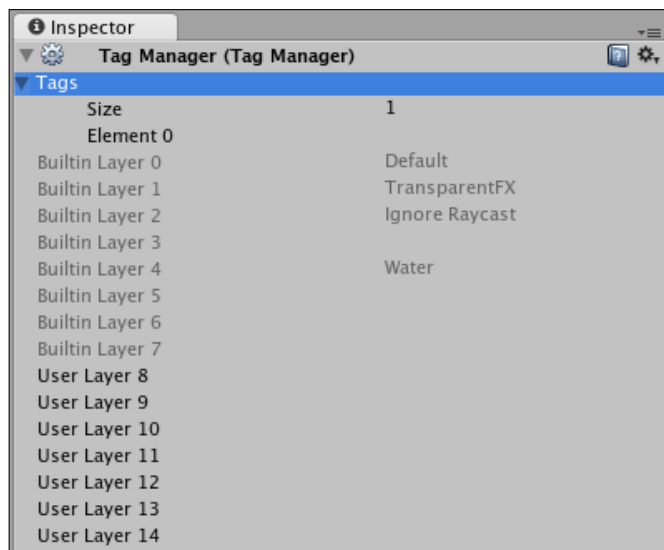 Inspector
Tag Manager (Tag Manager)
Tags
Size 1
Element 0
Builtin Layer 0 Default
Builtin Layer 1 TransparentFX
Builtin Layer 2 Ignore Raycast
Builtin Layer 3
Builtin Layer 4 Water
Builtin Layer 5
Builtin Layer 6
Builtin Layer 7
User Layer 8
User Layer 9
User Layer 10
User Layer 11
User Layer 12
User Layer 13
User Layer 14